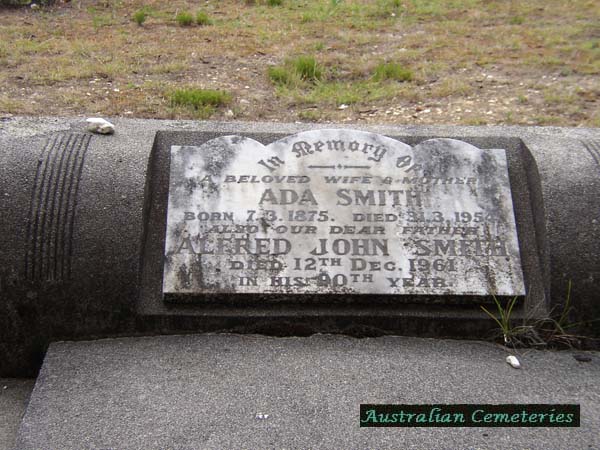 In Memory Of
A BELOVED WIFE & MOTHER
ADA SMITH
BORN 7.3.1875. DIED 31.3.1954
ALSO OUR DEAR FATHER
ALFRED JOHN SMITH
DIED 12TH DEC. 1961
IN HIS 90TH YEAR
Australian Cemeteries